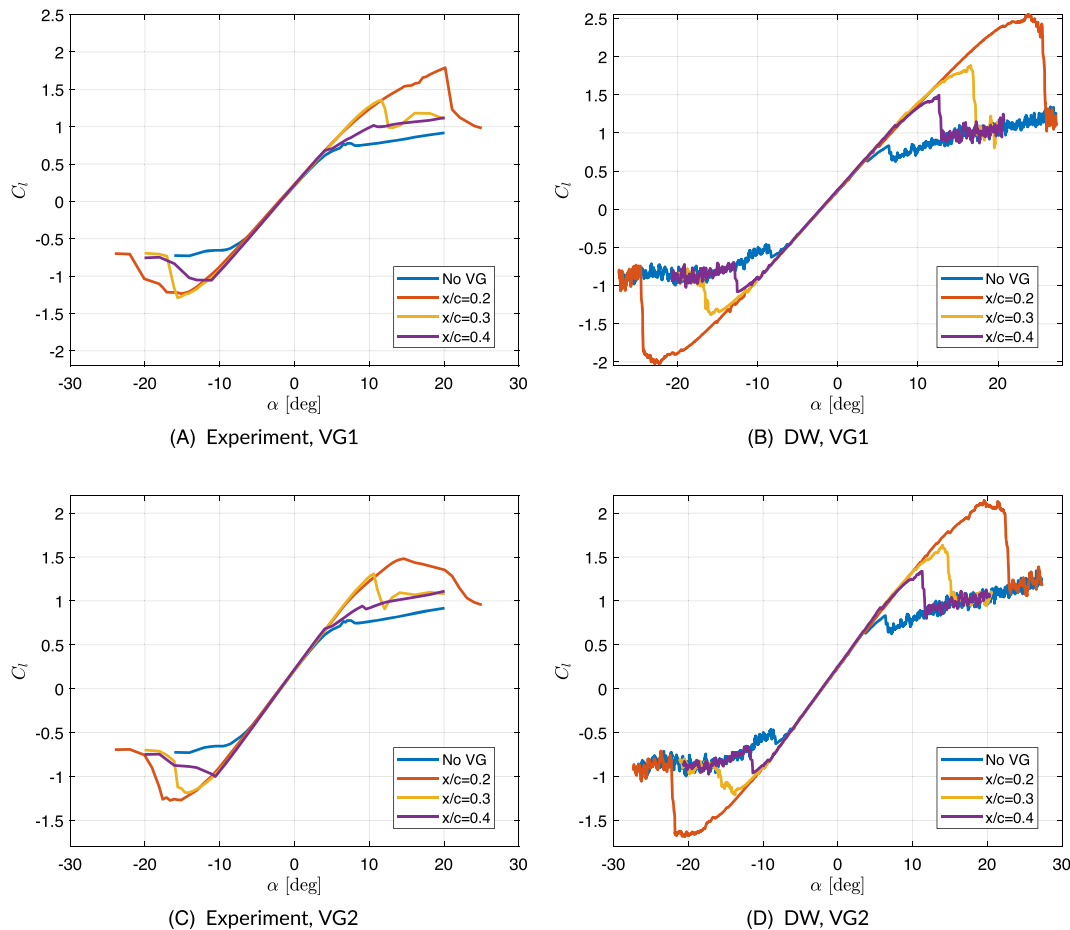 2.5
2
1.5
1
0.5
0
-0.5
-1
-1.5
-2
-30 -20 -10 0 10 20 30
C_l
α [deg]
No VG
x/c=0.2
x/c=0.3
x/c=0.4
(A) Experiment, VG1
2.5
2
1.5
1
0.5
0
-0.5
-1
-1.5
-2
-20 -10 0 10 20
C_l
α [deg]
No VG
x/c=0.2
x/c=0.3
x/c=0.4
(B) DW, VG1
2
1.5
1
0.5
0
-0.5
-1
-1.5
-30 -20 -10 0 10 20 30
C_l
α [deg]
No VG
x/c=0.2
x/c=0.3
x/c=0.4
(C) Experiment, VG2
2
1.5
1
0.5
0
-0.5
-1
-1.5
-30 -20 -10 0 10 20 30
C_l
α [deg]
No VG
x/c=0.2
x/c=0.3
x/c=0.4
(D) DW, VG2